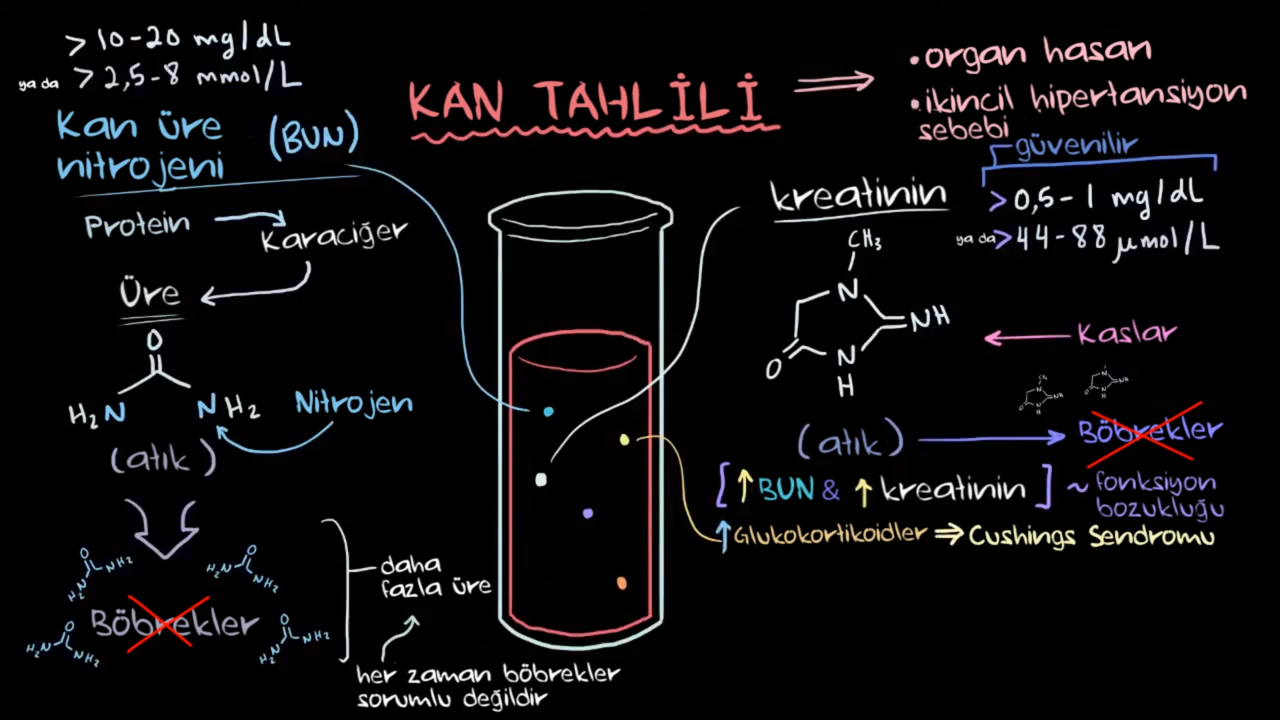 > 10-20 mg/dL
ya da > 2,5-8 mmol/L
Kan üre
nitrojeni
(BUN)
Protein
Karaciğer
Üre
O
H₂N
NH₂
Nitrojen
(atık)
O
H₂N
NH₂
O
H₂N
NH₂
Böbrekler
O
H₂N
NH₂
O
H₂N
NH₂
daha
fazla üre
her zaman böbrekler
sorumlu değildir
KAN TAHLİLİ
•organ hasarı
•ikincil hipertansiyon
sebebi
güvenilir
kreatinin
> 0,5-1 mg/dL
ya da > 44-88 µmol/L
CH₃
N
NH
O
N
H
Kaslar
CH₃
N
NH
O
N
H
N
NH
N
H
(atık)
Böbrekler
[↑BUN & ↑kreatinin] ~ fonksiyon
bozukluğu
↑Glukokortikoidler ⇒ Cushings Sendromu